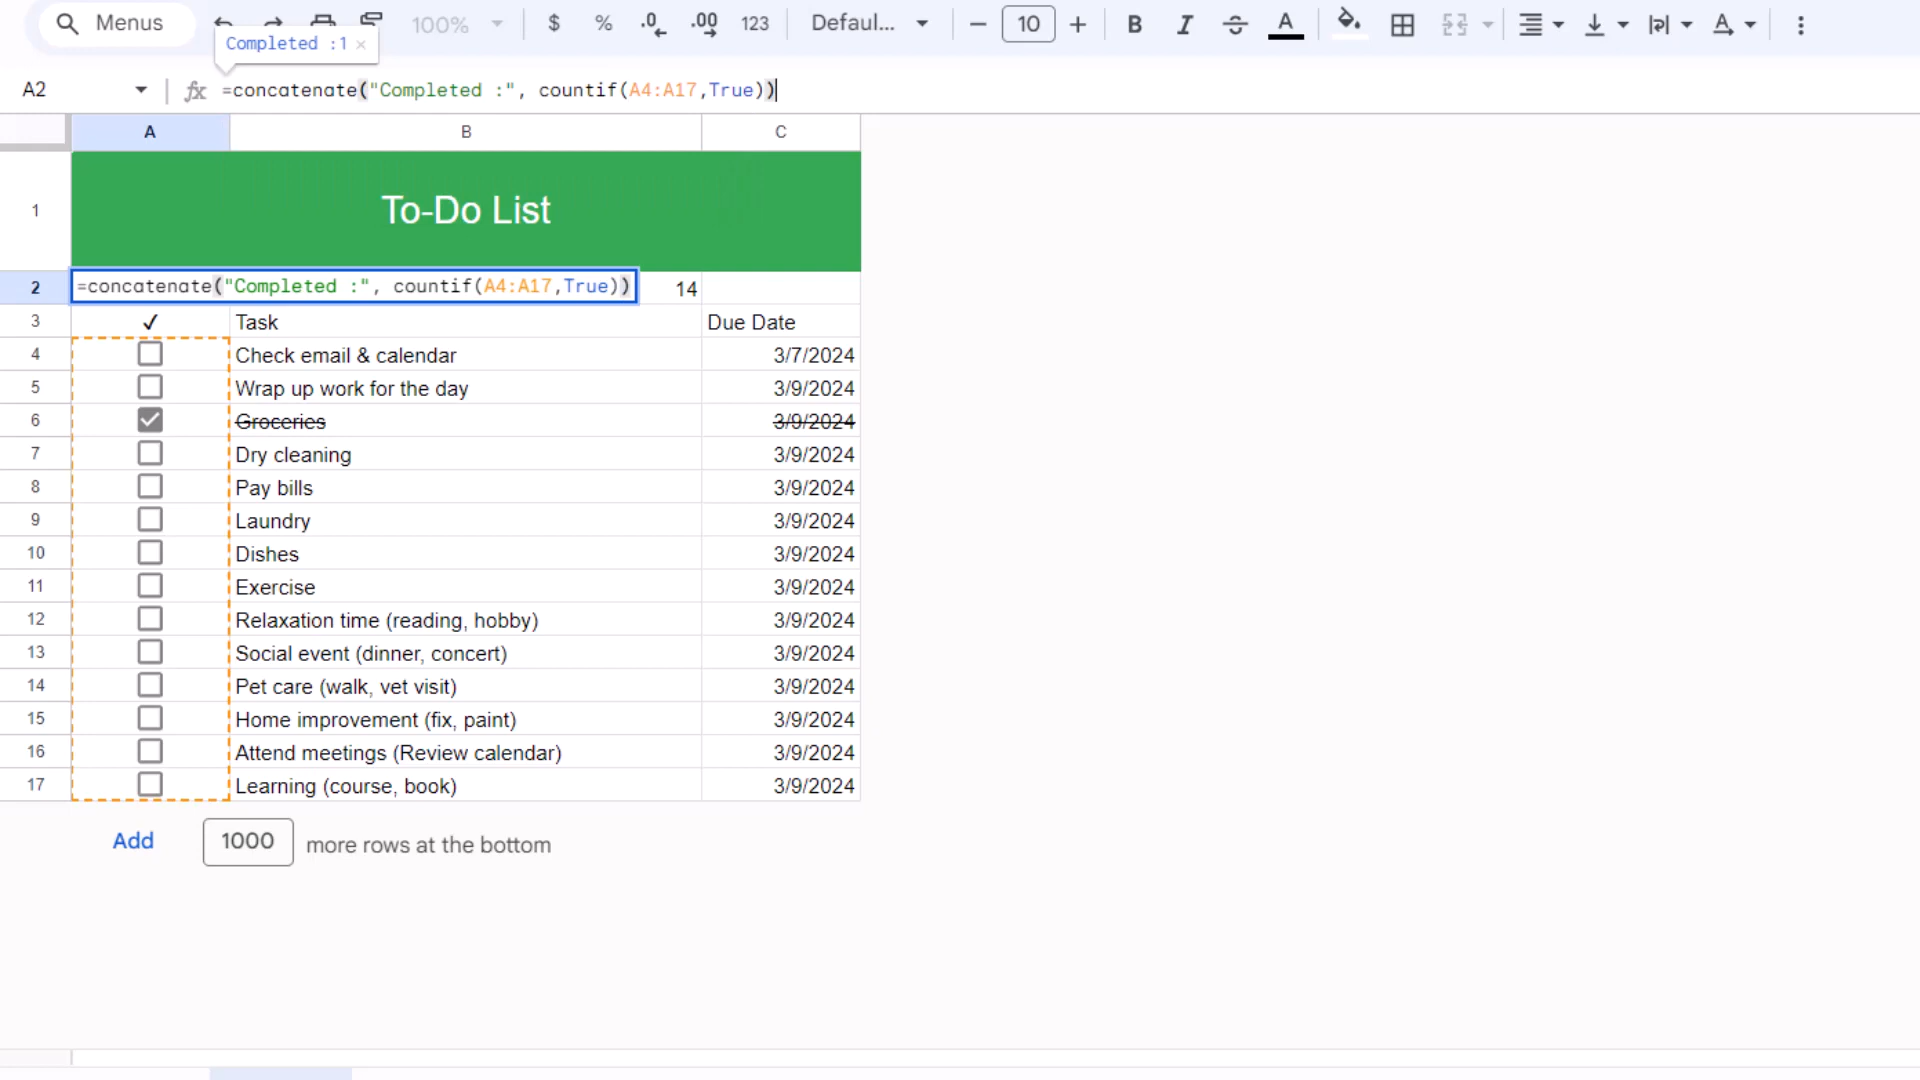 Menus
100%
$ % .0 .00 123
Defaul...
10
B I A A
Completed :1 ×
A2
fx =concatenate("Completed :", countif(A4:A17,True))
A B C
1 To-Do List
2 =concatenate("Completed :", countif(A4:A17,True)) 14
3 ✓ Task Due Date
4 Check email & calendar 3/7/2024
5 Wrap up work for the day 3/9/2024
6 Groceries 3/9/2024
7 Dry cleaning 3/9/2024
8 Pay bills 3/9/2024
9 Laundry 3/9/2024
10 Dishes 3/9/2024
11 Exercise 3/9/2024
12 Relaxation time (reading, hobby) 3/9/2024
13 Social event (dinner, concert) 3/9/2024
14 Pet care (walk, vet visit) 3/9/2024
15 Home improvement (fix, paint) 3/9/2024
16 Attend meetings (Review calendar) 3/9/2024
17 Learning (course, book) 3/9/2024
Add 1000 more rows at the bottom